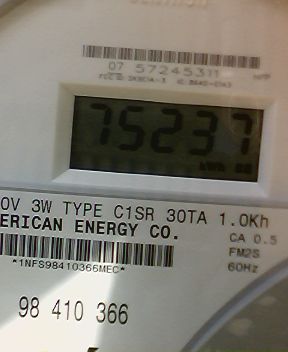 07 57245311
75237
kWh
0V 3W TYPE C1SR 30TA 1.0Kh
ERICAN ENERGY CO.
CA 0.5
FM2S
*1NFS98410366MEC*
60Hz
98 410 366